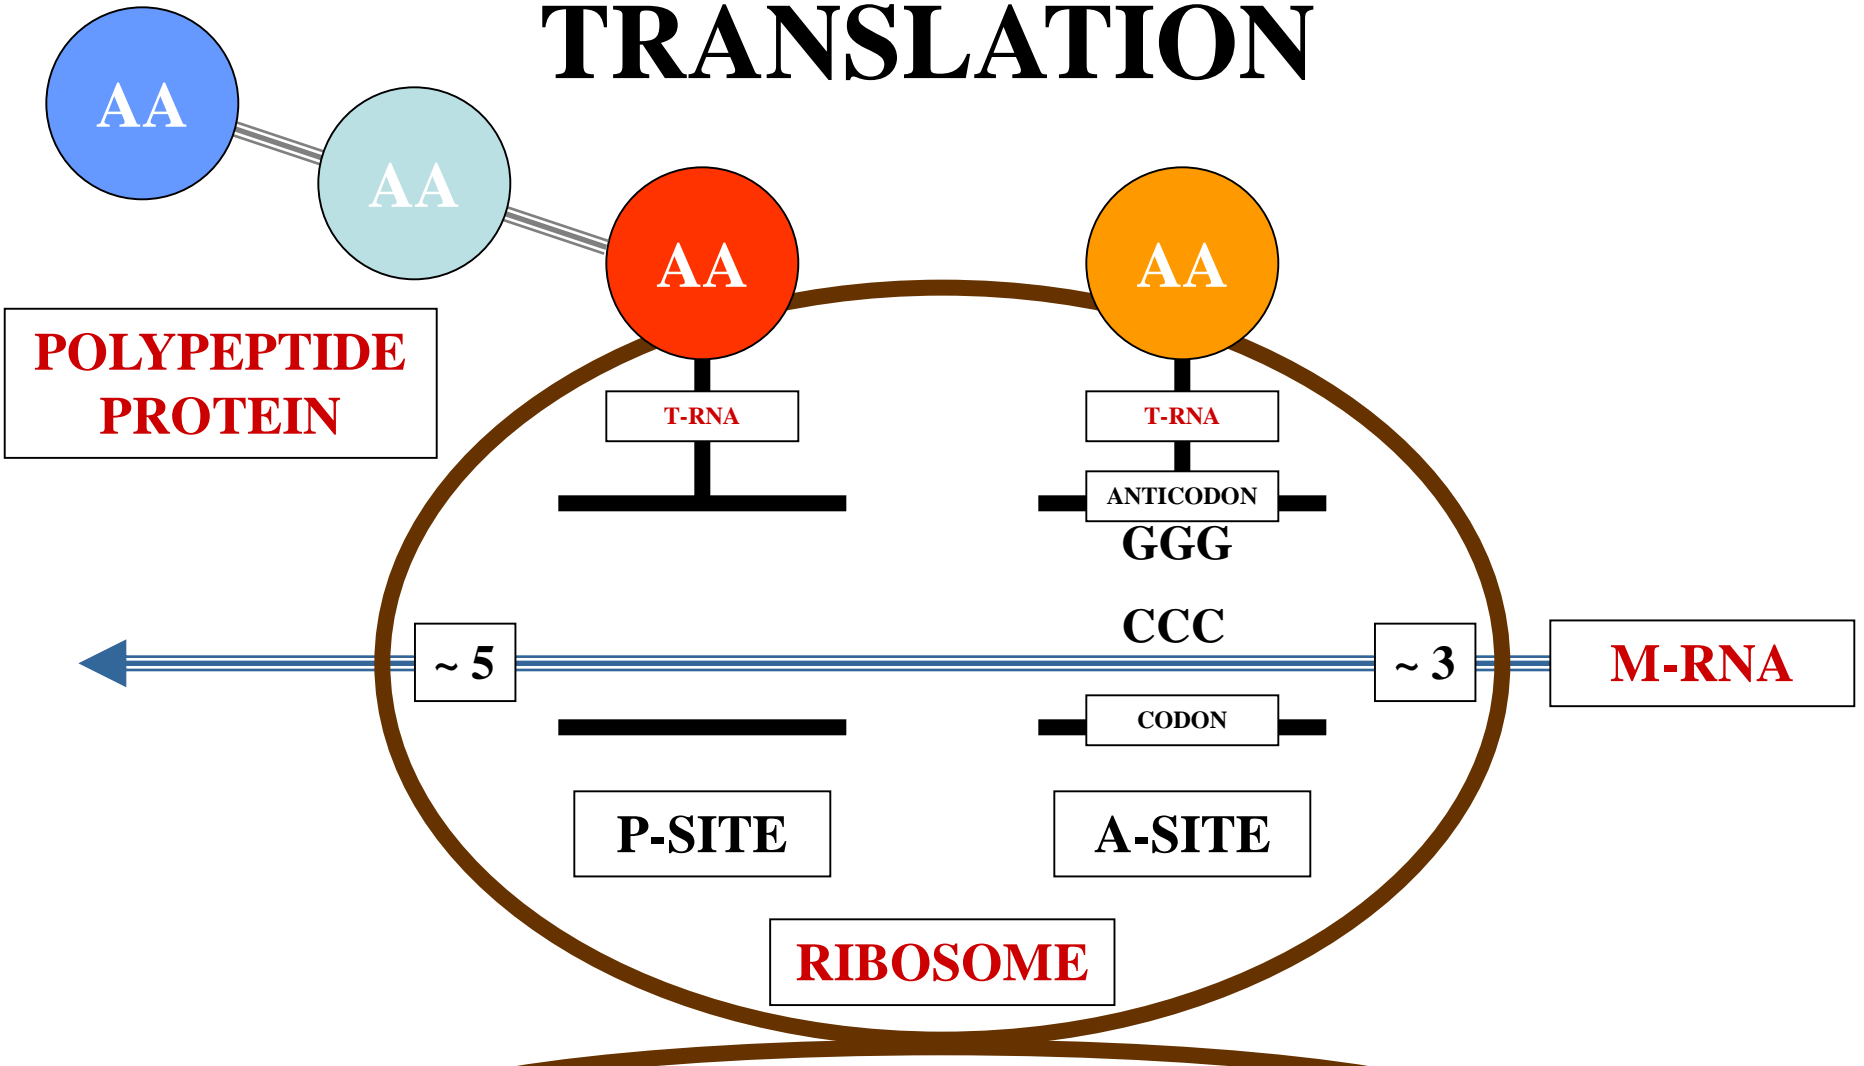 TRANSLATION
AA
AA
AA
AA
POLYPEPTIDE
PROTEIN
T-RNA
T-RNA
ANTICODON
GGG
CCC
~ 5
~ 3
M-RNA
CODON
P-SITE
A-SITE
RIBOSOME